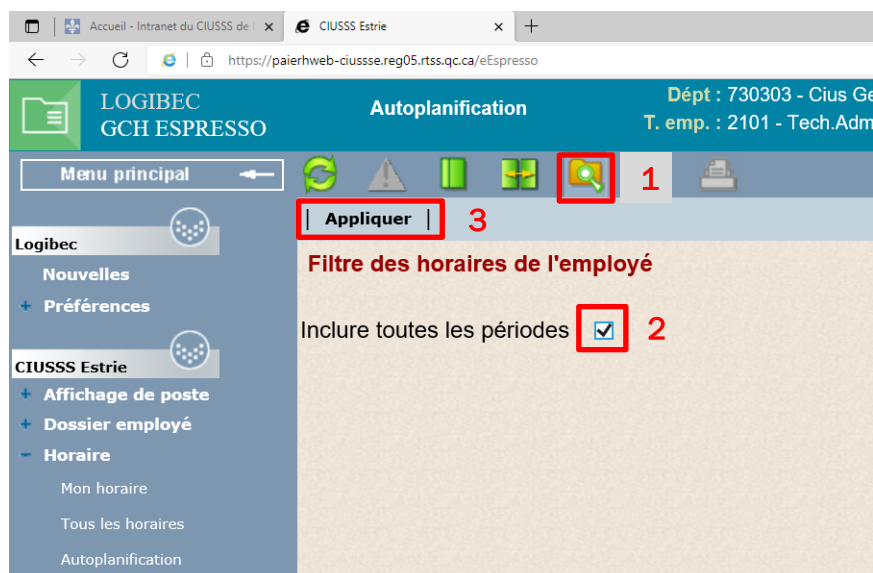 Accueil - Intranet du CIUSSS de l
CIUSSS Estrie
https://paierhweb-ciussse.reg05.rtss.qc.ca/eEspresso
LOGIBEC
GCH ESPRESSO
Autoplanification
Dépt : 730303 - Cius Ge
T. emp. : 2101 - Tech.Adm
Menu principal
1
Appliquer
3
Logibec
Nouvelles
+ Préférences
Filtre des horaires de l'employé
Inclure toutes les périodes
2
CIUSSS Estrie
+ Affichage de poste
+ Dossier employé
- Horaire
Mon horaire
Tous les horaires
Autoplanification